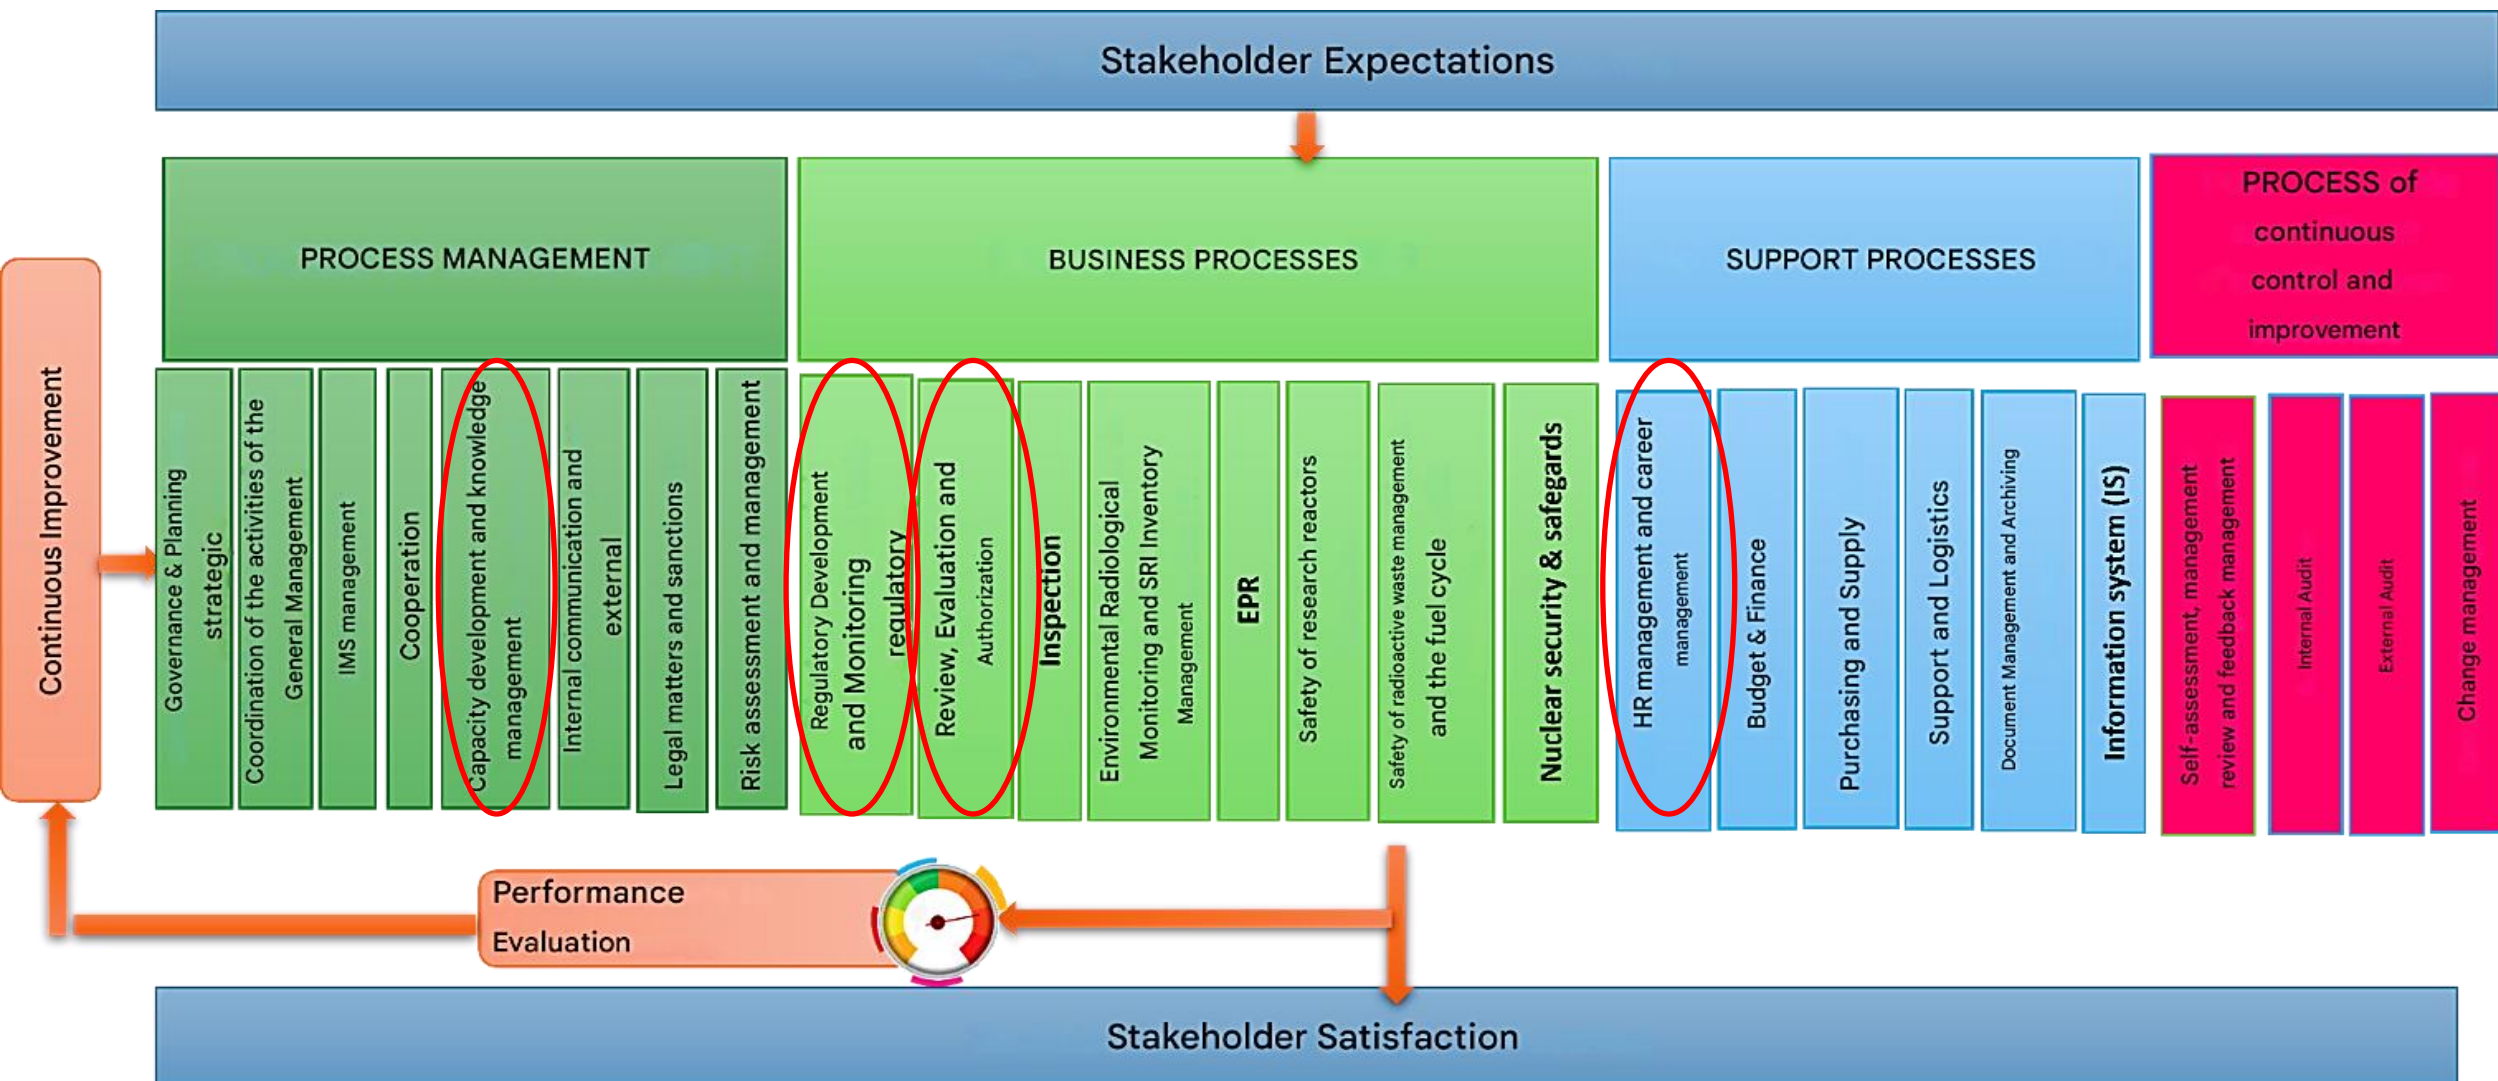 Stakeholder Expectations
PROCESS MANAGEMENT
BUSINESS PROCESSES
SUPPORT PROCESSES
PROCESS of
continuous
control and
improvement
Continuous Improvement
Governance & Planning
strategic
Coordination of the activities of the
General Management
IMS management
Cooperation
Capacity development and knowledge
management
Internal communication and
external
Legal matters and sanctions
Risk assessment and management
Regulatory Development
and Monitoring
regulatory
Review, Evaluation and
Authorization
Inspection
Environmental Radiological
Monitoring and SRI Inventory
Management
EPR
Safety of research reactors
Safety of radioactive waste management
and the fuel cycle
Nuclear security & safegards
HR management and career
management
Budget & Finance
Purchasing and Supply
Support and Logistics
Document Management and Archiving
Information system (IS)
Self-assessment, management
review and feedback management
Internal Audit
External Audit
Change management
Performance
Evaluation
Stakeholder Satisfaction